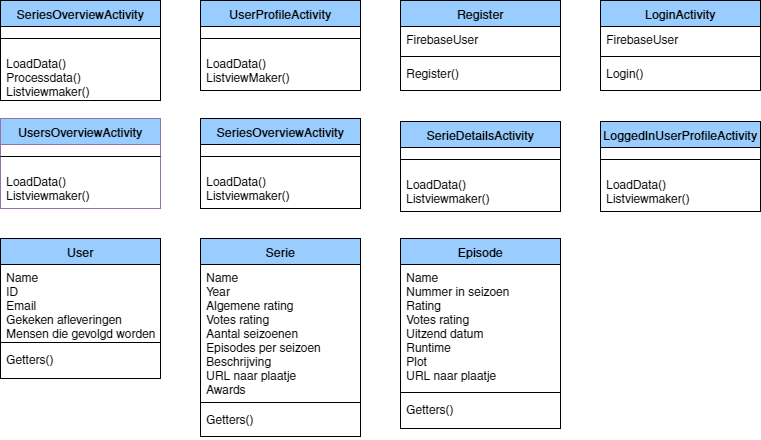 SeriesOverviewActivity
LoadData()
Processdata()
Listviewmaker()
UserProfileActivity
LoadData()
ListviewMaker()
Register
FirebaseUser
Register()
LoginActivity
FirebaseUser
Login()
UsersOverviewActivity
LoadData()
Listviewmaker()
SeriesOverviewActivity
LoadData()
Listviewmaker()
SerieDetailsActivity
LoadData()
Listviewmaker()
LoggedInUserProfileActivity
LoadData()
Listviewmaker()
User
Name
ID
Email
Gekeken afleveringen
Mensen die gevolgd worden
Getters()
Serie
Name
Year
Algemene rating
Votes rating
Aantal seizoenen
Episodes per seizoen
Beschrijving
URL naar plaatje
Awards
Getters()
Episode
Name
Nummer in seizoen
Rating
Votes rating
Uitzend datum
Runtime
Plot
URL naar plaatje
Getters()